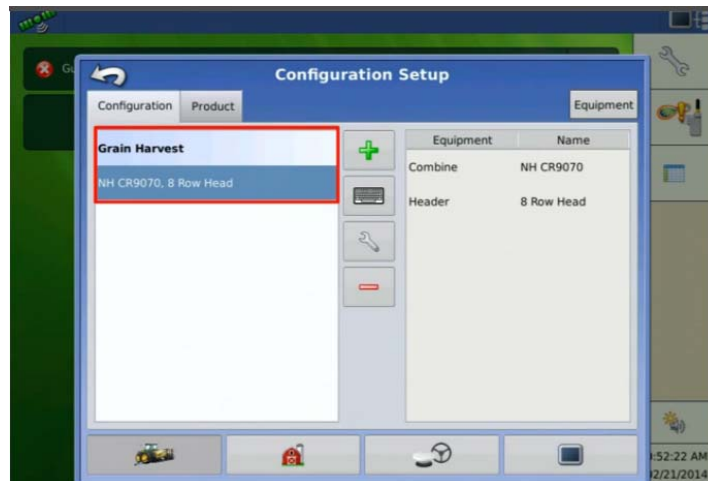 Configuration Setup
Configuration Product Equipment
Grain Harvest
NH CR9070, 8 Row Head
Equipment Name
Combine NH CR9070
Header 8 Row Head
:52:22 AM
02/21/2014